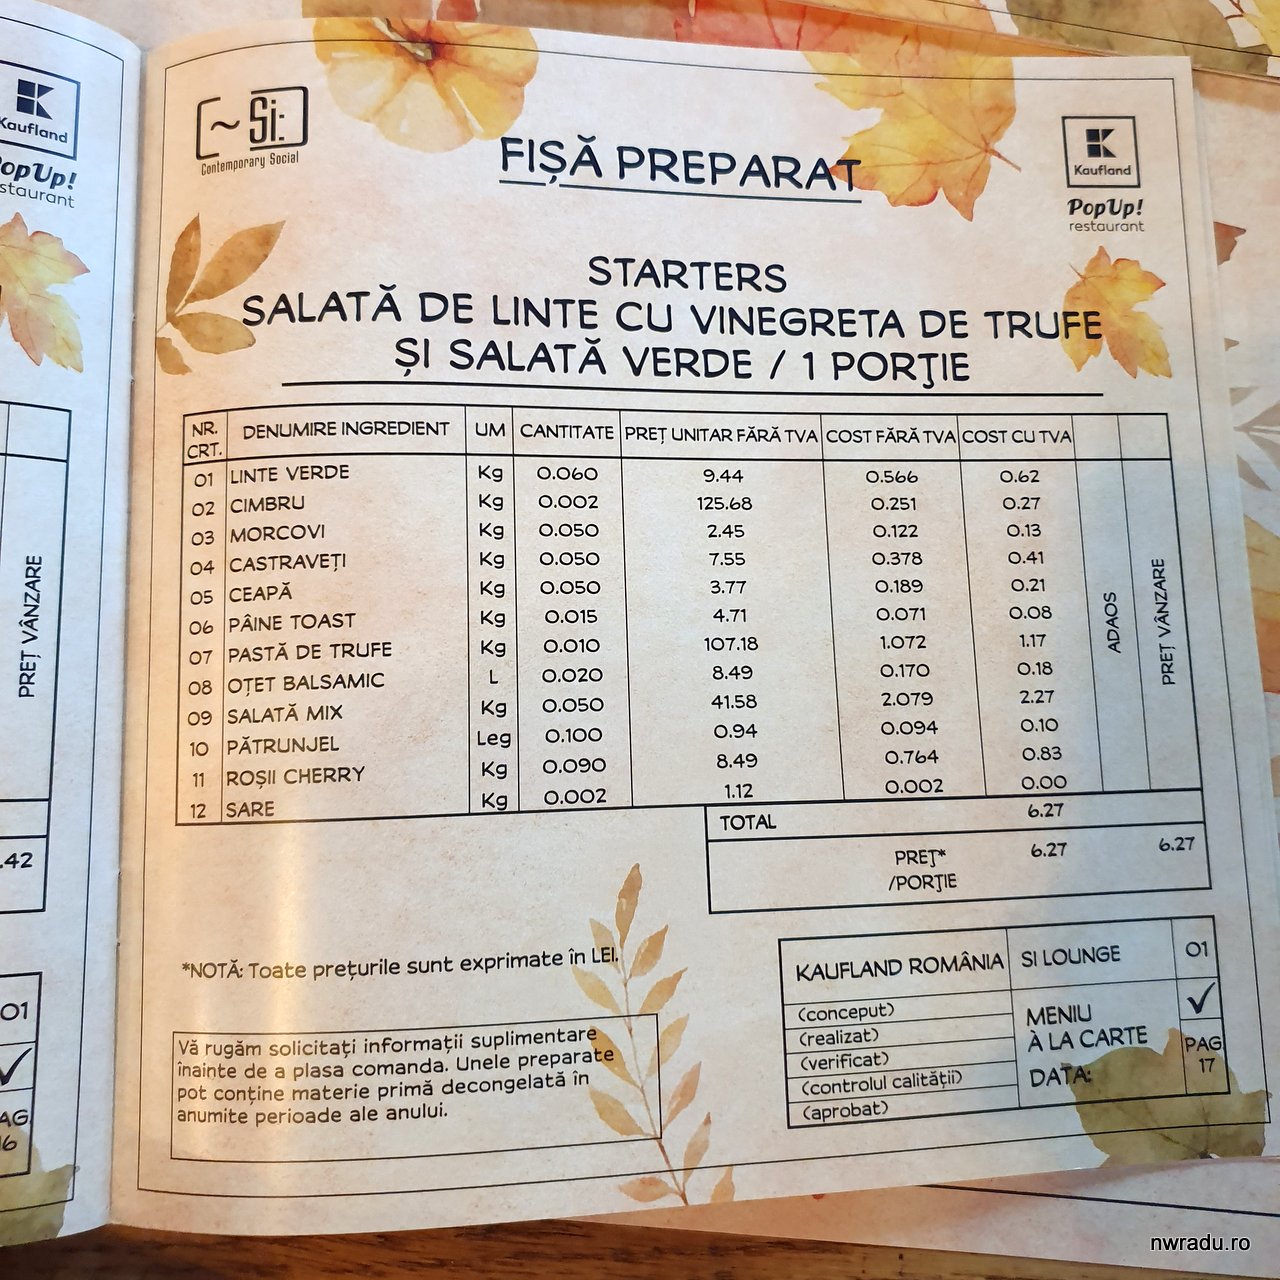 Kaufland
PopUp!
restaurant
PREȚ VÂNZARE
.42
01
✓
~ Si:
Contemporary Social
FIȘĂ PREPARAT
Kaufland
PopUp!
restaurant
STARTERS
SALATĂ DE LINTE CU VINEGRETA DE TRUFE
ȘI SALATĂ VERDE / 1 PORŢIE
NR. CRT. DENUMIRE INGREDIENT UM CANTITATE PREȚ UNITAR FĂRĂ TVA COST FĂRĂ TVA COST CU TVA
01 LINTE VERDE Kg 0.060 9.44 0.566 0.62
02 CIMBRU Kg 0.002 125.68 0.251 0.27
03 MORCOVI Kg 0.050 2.45 0.122 0.13
04 CASTRAVEȚI Kg 0.050 7.55 0.378 0.41
05 CEAPĂ Kg 0.050 3.77 0.189 0.21
06 PÂINE TOAST Kg 0.015 4.71 0.071 0.08
07 PASTĂ DE TRUFE Kg 0.010 107.18 1.072 1.17
08 OȚET BALSAMIC L 0.020 8.49 0.170 0.18
09 SALATĂ MIX Kg 0.050 41.58 2.079 2.27
10 PĂTRUNJEL Leg 0.100 0.94 0.094 0.10
11 ROȘII CHERRY Kg 0.090 8.49 0.764 0.83
12 SARE Kg 0.002 1.12 0.002 0.00
ADAOS
PREȚ VÂNZARE
TOTAL 6.27
PREŢ* 6.27 6.27
/PORŢIE
*NOTĂ: Toate prețurile sunt exprimate în LEI.
Vă rugăm solicitați informații suplimentare
înainte de a plasa comanda. Unele preparate
pot conține materie primă decongelată în
anumite perioade ale anului.
KAUFLAND ROMÂNIA SI LOUNGE 01
(conceput)
(realizat)
(verificat)
(controlul calității)
(aprobat)
MENIU
À LA CARTE ✓
DATA: PAG
17
nwradu.ro